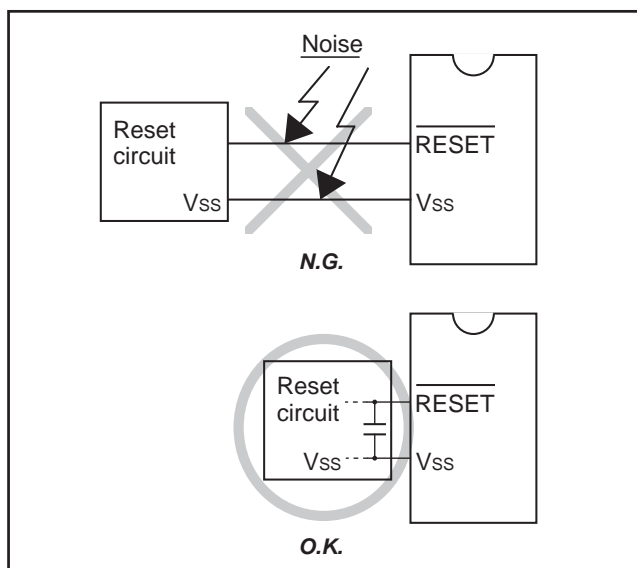 Noise
Reset
circuit
RESET
Vss
Vss
N.G.
Reset
circuit
RESET
Vss
Vss
O.K.